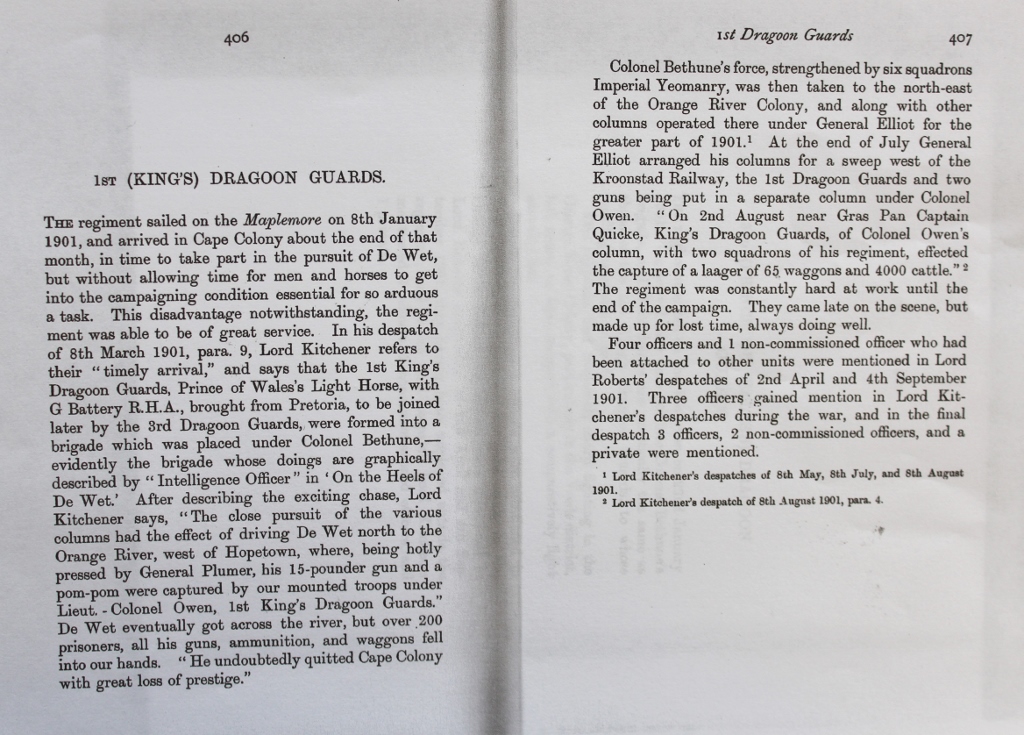 406
1ST (KING'S) DRAGOON GUARDS.
THE regiment sailed on the Maplemore on 8th January
1901, and arrived in Cape Colony about the end of that
month, in time to take part in the pursuit of De Wet,
but without allowing time for men and horses to get
into the campaigning condition essential for so arduous
a task. This disadvantage notwithstanding, the regi-
ment was able to be of great service. In his despatch
of 8th March 1901, para. 9, Lord Kitchener refers to
their "timely arrival," and says that the 1st King's
Dragoon Guards, Prince of Wales's Light Horse, with
G Battery R.H.A., brought from Pretoria, to be joined
later by the 3rd Dragoon Guards, were formed into a
brigade which was placed under Colonel Bethune,—
evidently the brigade whose doings are graphically
described by "Intelligence Officer" in 'On the Heels of
De Wet.' After describing the exciting chase, Lord
Kitchener says, "The close pursuit of the various
columns had the effect of driving De Wet north to the
Orange River, west of Hopetown, where, being hotly
pressed by General Plumer, his 15-pounder gun and a
pom-pom were captured by our mounted troops under
Lieut.-Colonel Owen, 1st King's Dragoon Guards."
De Wet eventually got across the river, but over 200
prisoners, all his guns, ammunition, and waggons fell
into our hands. "He undoubtedly quitted Cape Colony
with great loss of prestige."
1st Dragoon Guards 407
Colonel Bethune's force, strengthened by six squadrons
Imperial Yeomanry, was then taken to the north-east
of the Orange River Colony, and along with other
columns operated there under General Elliot for the
greater part of 1901.¹ At the end of July General
Elliot arranged his columns for a sweep west of the
Kroonstad Railway, the 1st Dragoon Guards and two
guns being put in a separate column under Colonel
Owen. "On 2nd August near Gras Pan Captain
Quicke, King's Dragoon Guards, of Colonel Owen's
column, with two squadrons of his regiment, effected
the capture of a laager of 65 waggons and 4000 cattle."²
The regiment was constantly hard at work until the
end of the campaign. They came late on the scene, but
made up for lost time, always doing well.
Four officers and 1 non-commissioned officer who had
been attached to other units were mentioned in Lord
Roberts' despatches of 2nd April and 4th September
1901. Three officers gained mention in Lord Kit-
chener's despatches during the war, and in the final
despatch 3 officers, 2 non-commissioned officers, and a
private were mentioned.
¹ Lord Kitchener's despatches of 8th May, 8th July, and 8th August
1901.
² Lord Kitchener's despatch of 8th August 1901, para. 4.